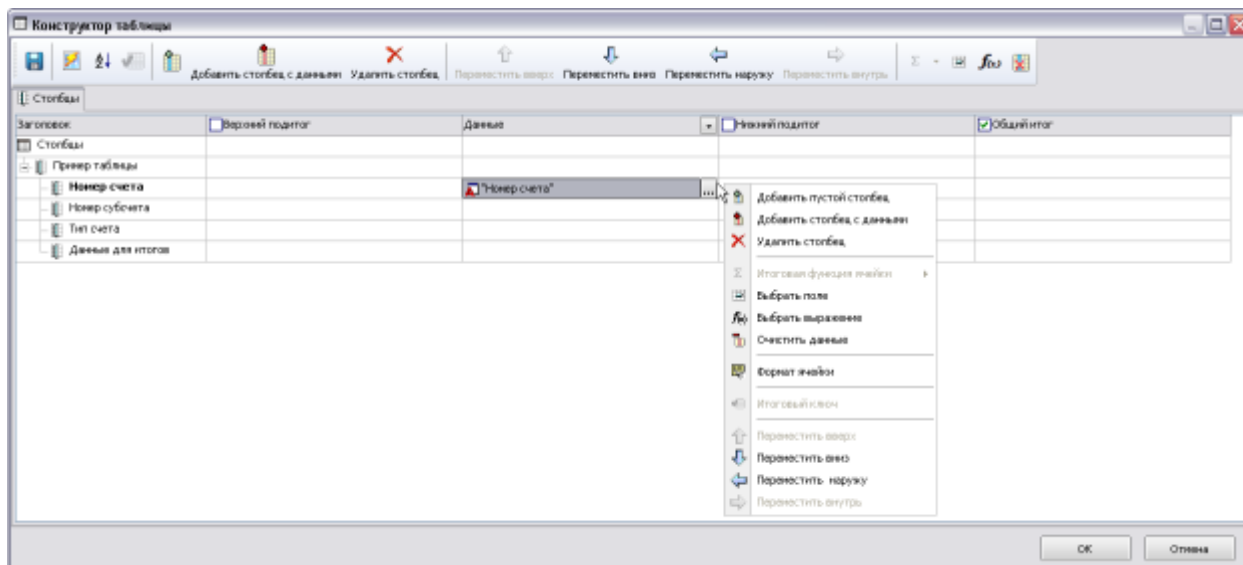 Конструктор таблицы
Добавить столбец с данными Удалить столбец Переместить вверх Переместить вниз Переместить наружу Переместить внутрь Σ f(x)
Столбцы
Заголовок Верхний подитог Данные Нижний подитог Общий итог
Столбцы
Пример таблицы
Номер счета "Номер счета" ...
Номер субсчета
Тип счета
Данные для итогов
Добавить пустой столбец
Добавить столбец с данными
Удалить столбец
Σ Итоговая функция ячейки
Выбрать поле
f(x) Выбрать выражение
Очистить данные
Формат ячейки
Итоговый ключ
Переместить вверх
Переместить вниз
Переместить наружу
Переместить внутрь
OK Отмена